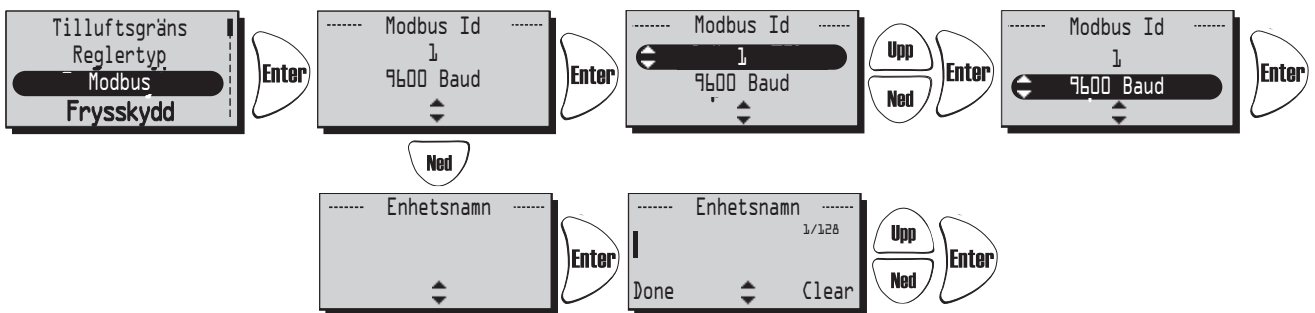 Tilluftsgräns
Reglertyp
Modbus
Frysskydd
Enter
------- Modbus Id -------
1
9600 Baud
Enter
------- Modbus Id -------
1
9600 Baud
Upp
Ned
Enter
------- Modbus Id -------
1
9600 Baud
Enter
Ned
------- Enhetsnamn -------
Enter
------- Enhetsnamn -------
1/128
Done Clear
Upp
Ned
Enter